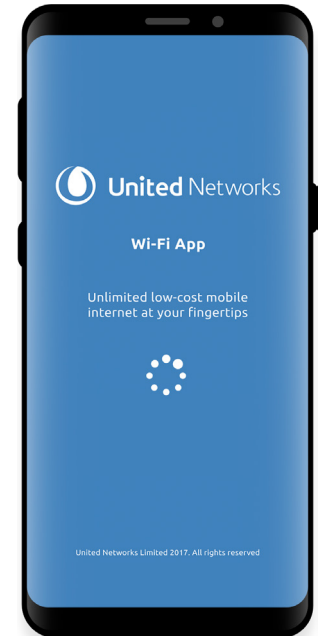 United Networks
Wi-Fi App
Unlimited low-cost mobile
internet at your fingertips
United Networks Limited 2017. All rights reserved